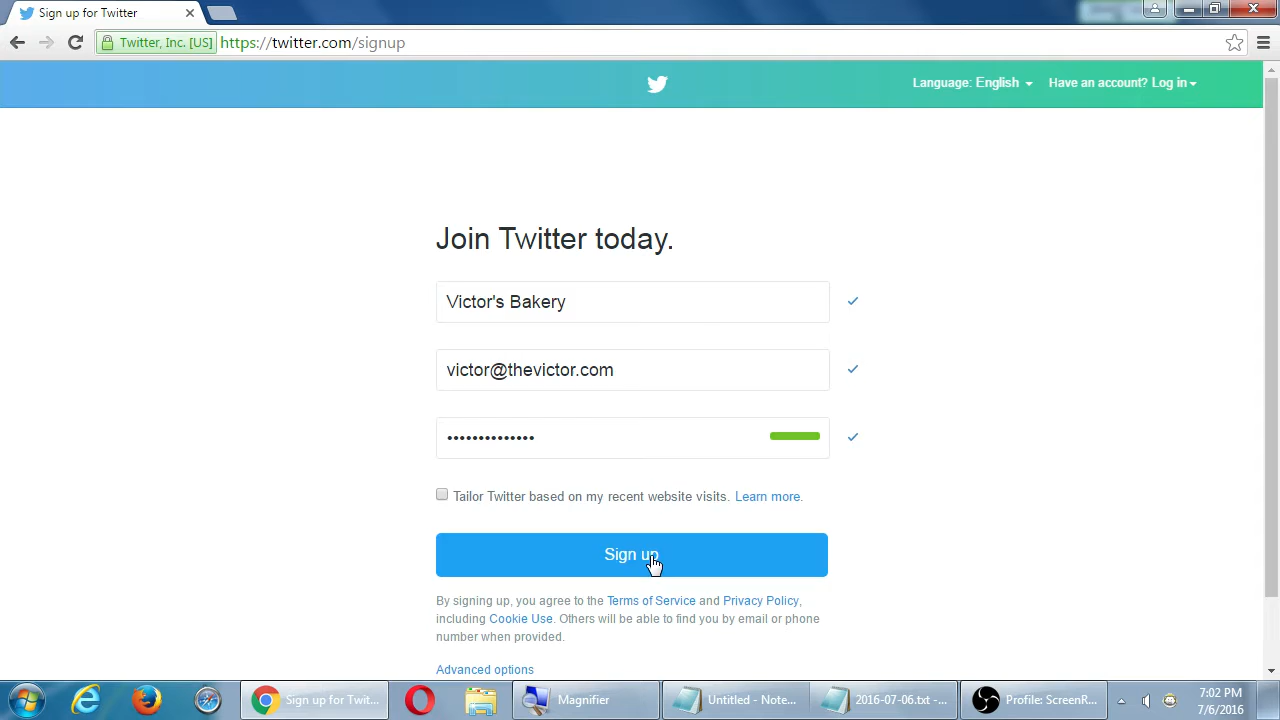 Sign up for Twitter
Twitter, Inc. [US] https://twitter.com/signup
Language: English Have an account? Log in
Join Twitter today.
Victor's Bakery
victor@thevictor.com
••••••••••••••
Tailor Twitter based on my recent website visits. Learn more.
Sign up
By signing up, you agree to the Terms of Service and Privacy Policy,
including Cookie Use. Others will be able to find you by email or phone
number when provided.
Advanced options
Sign up for Twit...
Magnifier
Untitled - Note...
2016-07-06.txt -...
Profile: ScreenR...
7:02 PM
7/6/2016